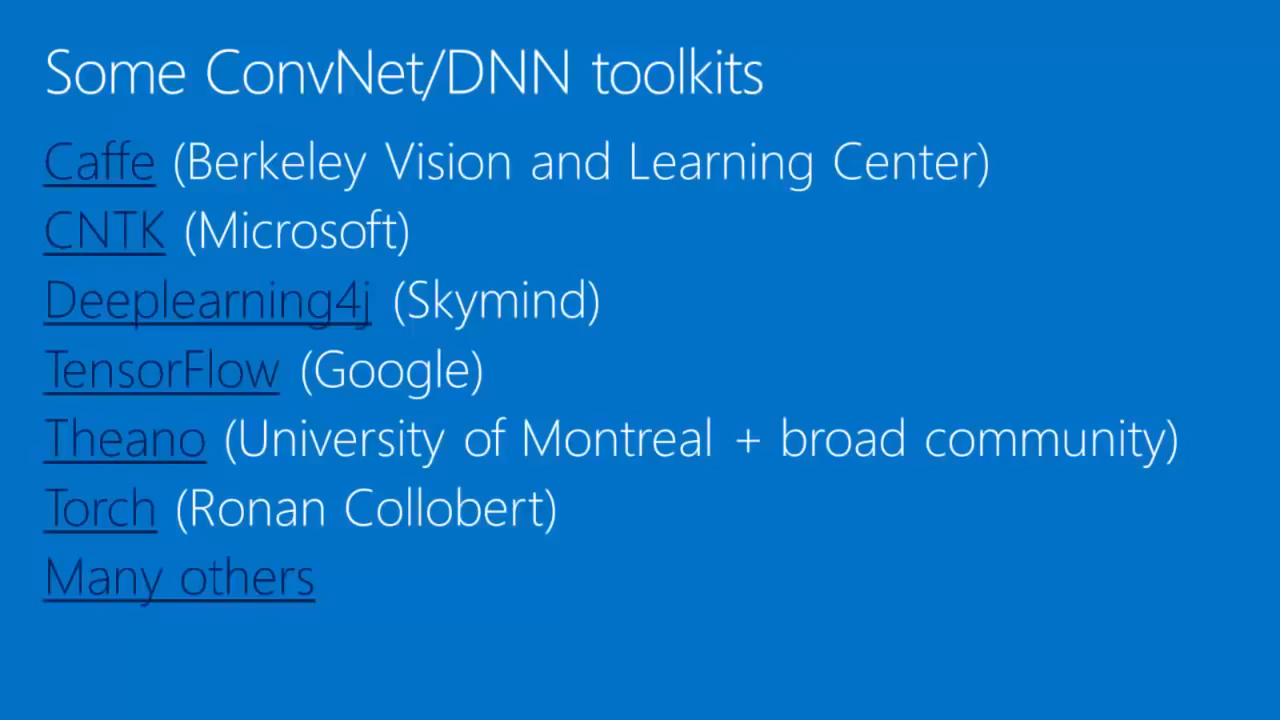 Some ConvNet/DNN toolkits
Caffe (Berkeley Vision and Learning Center)
CNTK (Microsoft)
Deeplearning4j (Skymind)
TensorFlow (Google)
Theano (University of Montreal + broad community)
Torch (Ronan Collobert)
Many others